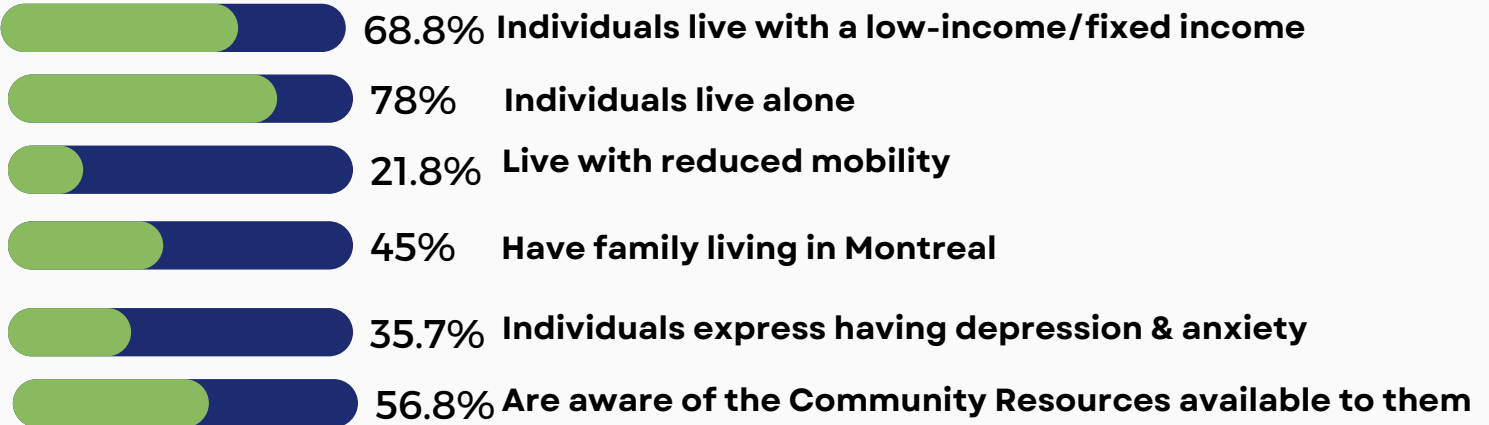 68.8% Individuals live with a low-income/fixed income
78% Individuals live alone
21.8% Live with reduced mobility
45% Have family living in Montreal
35.7% Individuals express having depression & anxiety
56.8% Are aware of the Community Resources available to them